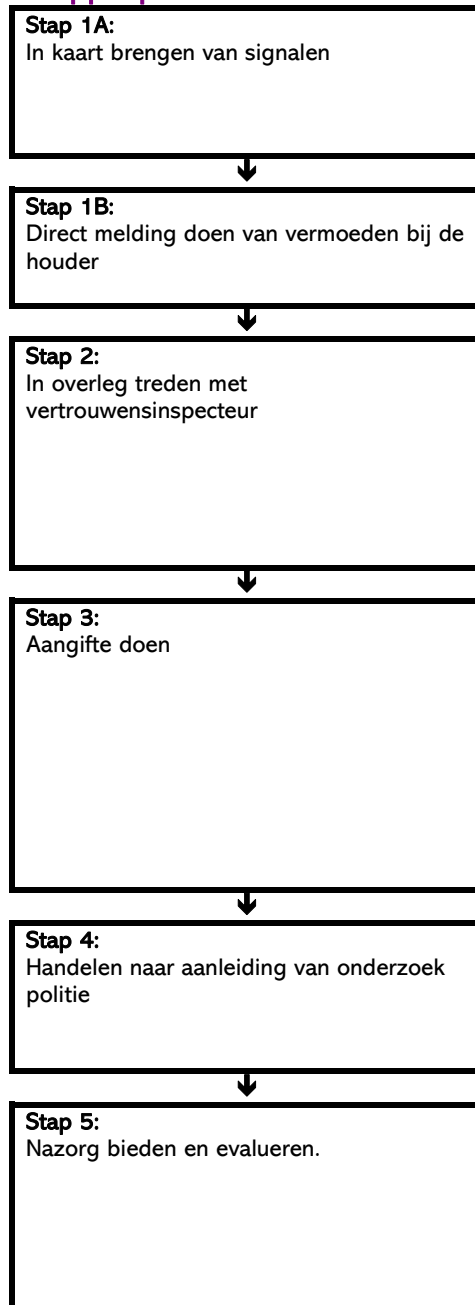 Stap 1A:
In kaart brengen van signalen
Stap 1B:
Direct melding doen van vermoeden bij de
houder
Stap 2:
In overleg treden met
vertrouwensinspecteur
Stap 3:
Aangifte doen
Stap 4:
Handelen naar aanleiding van onderzoek
politie
Stap 5:
Nazorg bieden en evalueren.